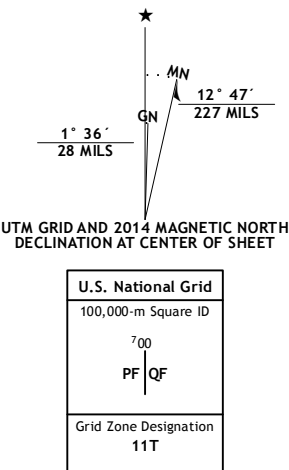 ★
MN
GN
12° 47´
227 MILS
1° 36´
28 MILS
UTM GRID AND 2014 MAGNETIC NORTH
DECLINATION AT CENTER OF SHEET
U.S. National Grid
100,000-m Square ID
⁷00
PF QF
Grid Zone Designation
11T